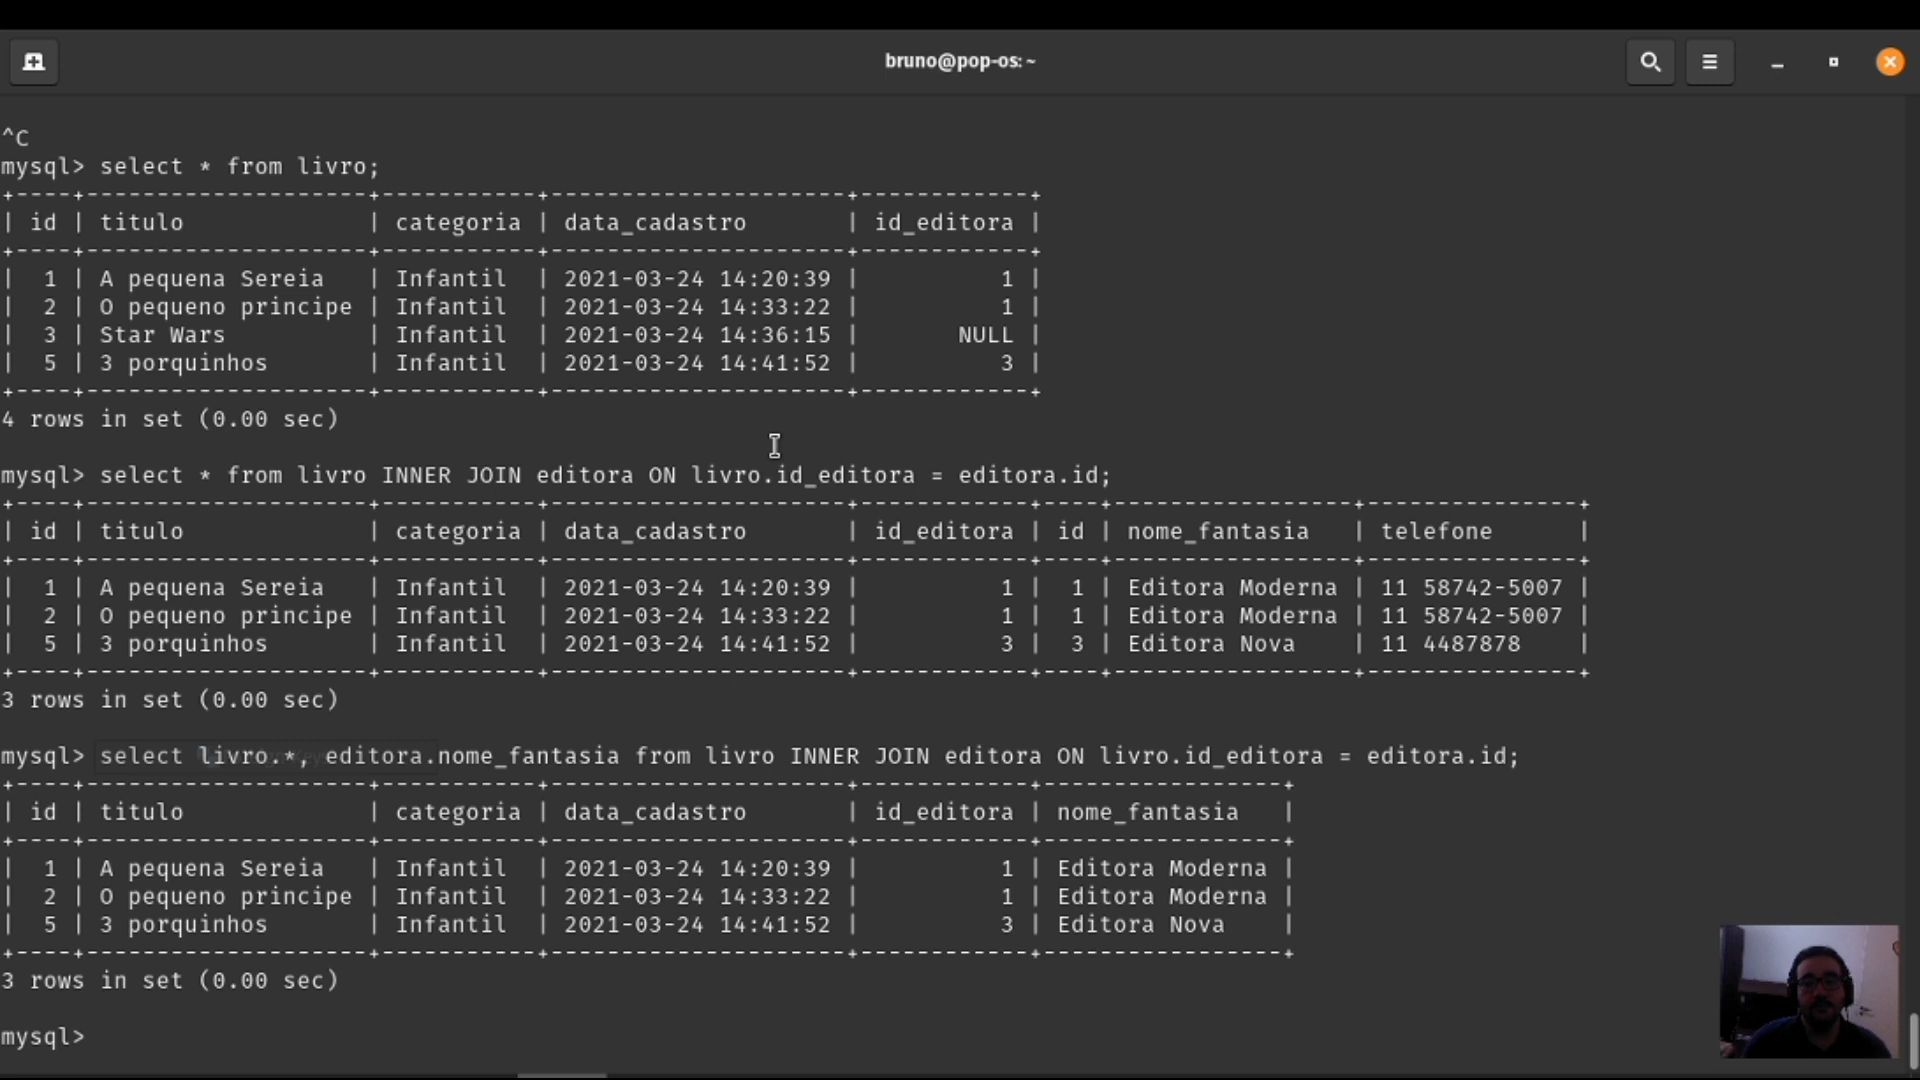 bruno@pop-os: ~
^C
mysql> select * from livro;
+----+-------------------+-----------+---------------------+------------+
| id | titulo            | categoria | data_cadastro       | id_editora |
+----+-------------------+-----------+---------------------+------------+
|  1 | A pequena Sereia  | Infantil  | 2021-03-24 14:20:39 |          1 |
|  2 | O pequeno principe | Infantil  | 2021-03-24 14:33:22 |          1 |
|  3 | Star Wars         | Infantil  | 2021-03-24 14:36:15 |       NULL |
|  5 | 3 porquinhos      | Infantil  | 2021-03-24 14:41:52 |          3 |
+----+-------------------+-----------+---------------------+------------+
4 rows in set (0.00 sec)
mysql> select * from livro INNER JOIN editora ON livro.id_editora = editora.id;
+----+-------------------+-----------+---------------------+------------+----+-----------------+---------------+
| id | titulo            | categoria | data_cadastro       | id_editora | id | nome_fantasia   | telefone      |
+----+-------------------+-----------+---------------------+------------+----+-----------------+---------------+
|  1 | A pequena Sereia  | Infantil  | 2021-03-24 14:20:39 |          1 |  1 | Editora Moderna | 11 58742-5007 |
|  2 | O pequeno principe | Infantil  | 2021-03-24 14:33:22 |          1 |  1 | Editora Moderna | 11 58742-5007 |
|  5 | 3 porquinhos      | Infantil  | 2021-03-24 14:41:52 |          3 |  3 | Editora Nova    | 11 4487878    |
+----+-------------------+-----------+---------------------+------------+----+-----------------+---------------+
3 rows in set (0.00 sec)
mysql> select livro.*, editora.nome_fantasia from livro INNER JOIN editora ON livro.id_editora = editora.id;
+----+-------------------+-----------+---------------------+------------+-----------------+
| id | titulo            | categoria | data_cadastro       | id_editora | nome_fantasia   |
+----+-------------------+-----------+---------------------+------------+-----------------+
|  1 | A pequena Sereia  | Infantil  | 2021-03-24 14:20:39 |          1 | Editora Moderna |
|  2 | O pequeno principe | Infantil  | 2021-03-24 14:33:22 |          1 | Editora Moderna |
|  5 | 3 porquinhos      | Infantil  | 2021-03-24 14:41:52 |          3 | Editora Nova    |
+----+-------------------+-----------+---------------------+------------+-----------------+
3 rows in set (0.00 sec)
mysql>